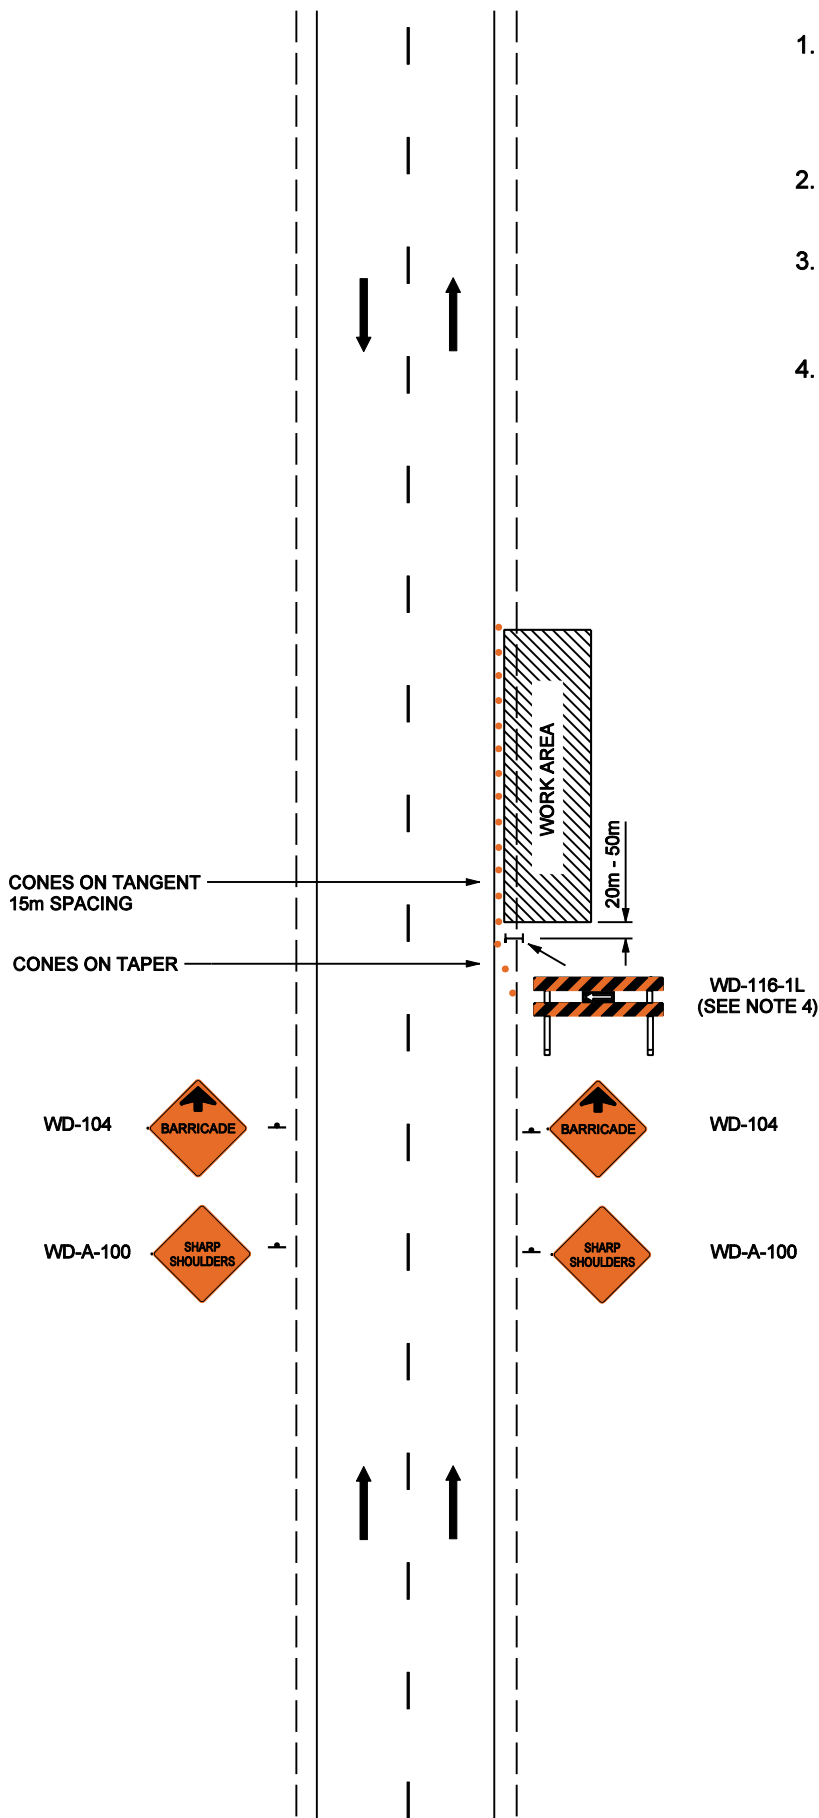 1.
2.
3.
4.
WORK AREA
20m - 50m
CONES ON TANGENT
15m SPACING
CONES ON TAPER
WD-116-1L
(SEE NOTE 4)
WD-104
BARRICADE
BARRICADE
WD-104
WD-A-100
SHARP
SHOULDERS
SHARP
SHOULDERS
WD-A-100